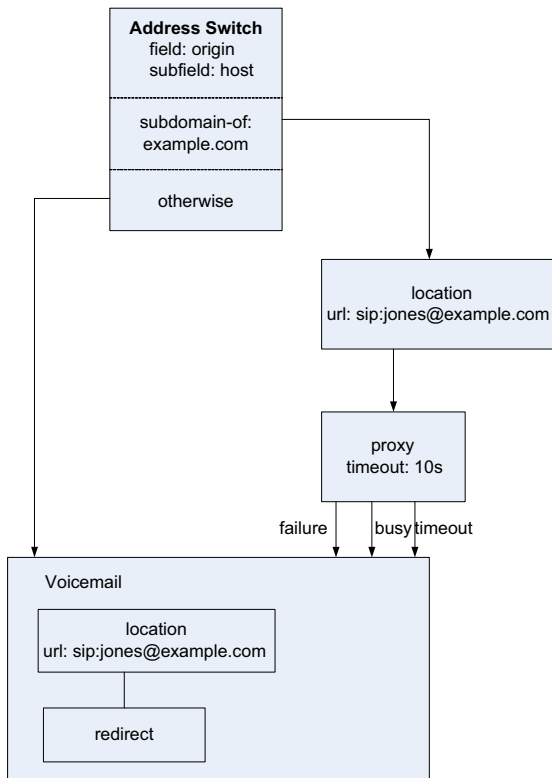 Address Switch
field: origin
subfield: host
subdomain-of:
example.com
otherwise
location
url: sip:jones@example.com
proxy
timeout: 10s
failure
busy
timeout
Voicemail
location
url: sip:jones@example.com
redirect